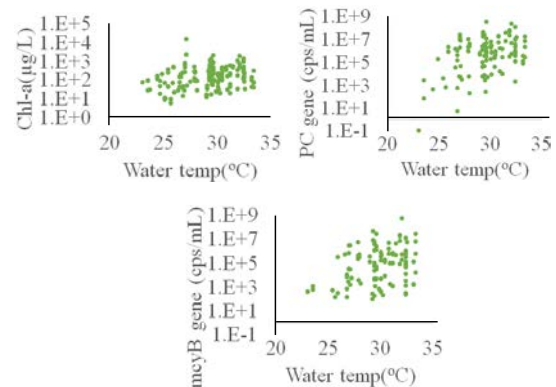 1.E+5
1.E+4
1.E+3
1.E+2
1.E+1
1.E+0
Chl-a(µg/L)
20 25 30 35
Water temp(°C)
1.E+9
1.E+7
1.E+5
1.E+3
1.E+1
1.E-1
PC gene (cps/mL)
20 25 30 35
Water temp(°C)
1.E+9
1.E+7
1.E+5
1.E+3
1.E+1
1.E-1
mcyB gene (cps/mL)
20 25 30 35
Water temp(°C)